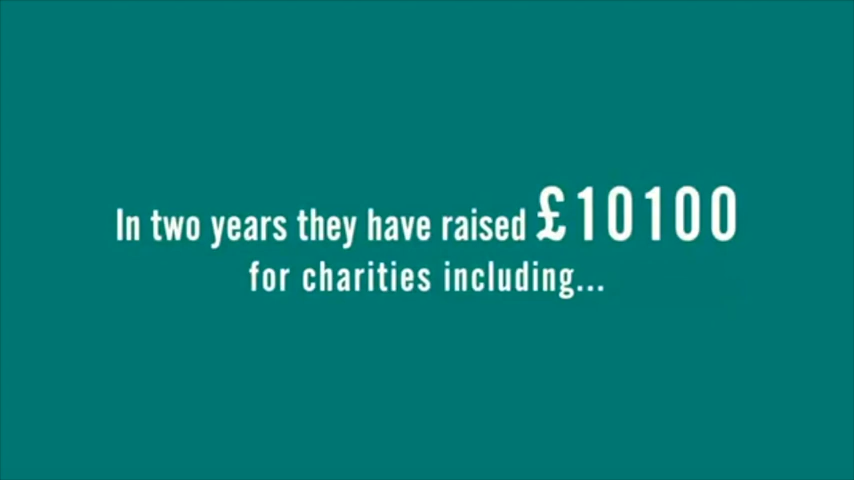 In two years they have raised £10100
for charities including...